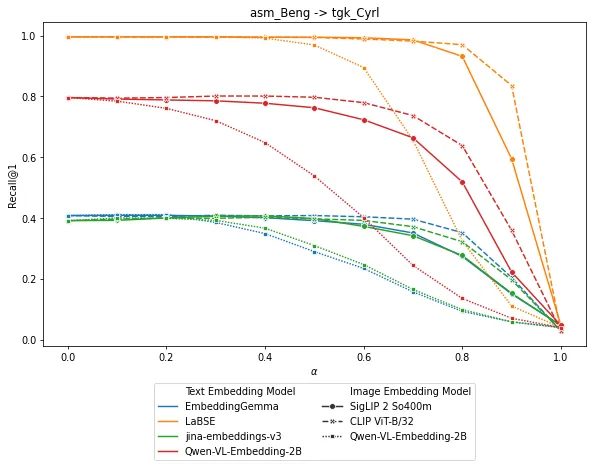 asm_Beng -> tgk_Cyrl
Recall@1
1.0
0.8
0.6
0.4
0.2
0.0
0.0 0.2 0.4 0.6 0.8 1.0
α
Text Embedding Model Image Embedding Model
EmbeddingGemma SigLIP 2 So400m
LaBSE CLIP ViT-B/32
jina-embeddings-v3 Qwen-VL-Embedding-2B
Qwen-VL-Embedding-2B